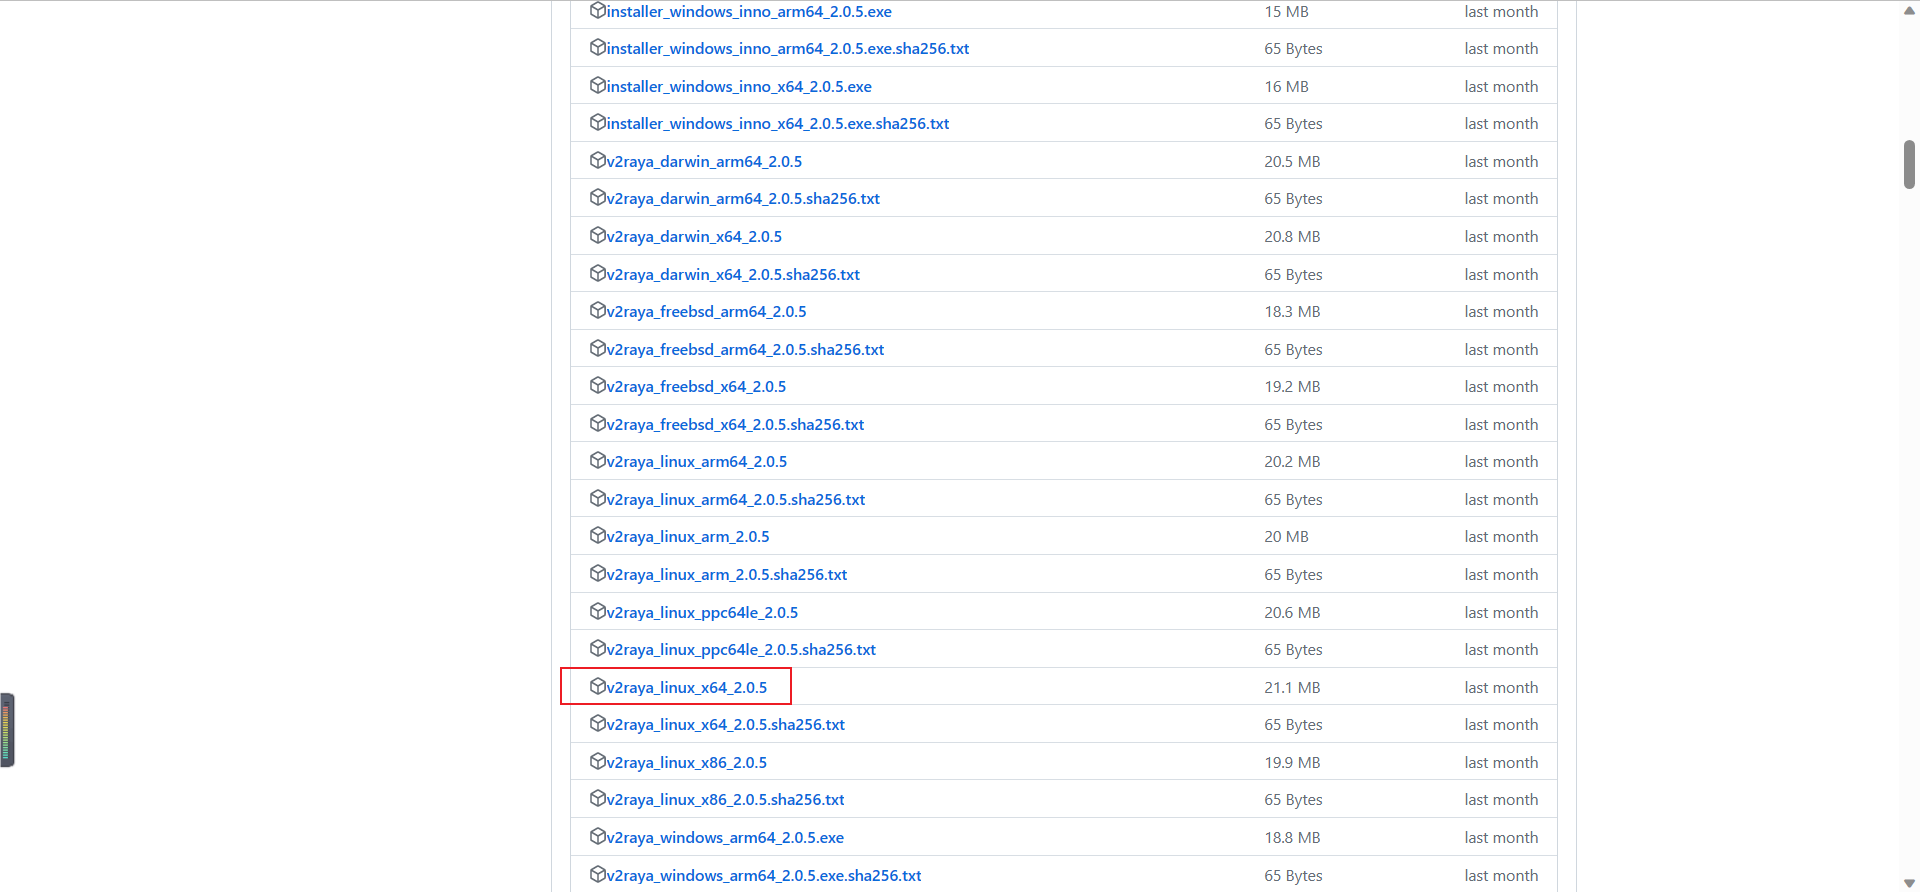 installer_windows_inno_arm64_2.0.5.exe 15 MB last month
installer_windows_inno_arm64_2.0.5.exe.sha256.txt 65 Bytes last month
installer_windows_inno_x64_2.0.5.exe 16 MB last month
installer_windows_inno_x64_2.0.5.exe.sha256.txt 65 Bytes last month
v2raya_darwin_arm64_2.0.5 20.5 MB last month
v2raya_darwin_arm64_2.0.5.sha256.txt 65 Bytes last month
v2raya_darwin_x64_2.0.5 20.8 MB last month
v2raya_darwin_x64_2.0.5.sha256.txt 65 Bytes last month
v2raya_freebsd_arm64_2.0.5 18.3 MB last month
v2raya_freebsd_arm64_2.0.5.sha256.txt 65 Bytes last month
v2raya_freebsd_x64_2.0.5 19.2 MB last month
v2raya_freebsd_x64_2.0.5.sha256.txt 65 Bytes last month
v2raya_linux_arm64_2.0.5 20.2 MB last month
v2raya_linux_arm64_2.0.5.sha256.txt 65 Bytes last month
v2raya_linux_arm_2.0.5 20 MB last month
v2raya_linux_arm_2.0.5.sha256.txt 65 Bytes last month
v2raya_linux_ppc64le_2.0.5 20.6 MB last month
v2raya_linux_ppc64le_2.0.5.sha256.txt 65 Bytes last month
v2raya_linux_x64_2.0.5 21.1 MB last month
v2raya_linux_x64_2.0.5.sha256.txt 65 Bytes last month
v2raya_linux_x86_2.0.5 19.9 MB last month
v2raya_linux_x86_2.0.5.sha256.txt 65 Bytes last month
v2raya_windows_arm64_2.0.5.exe 18.8 MB last month
v2raya_windows_arm64_2.0.5.exe.sha256.txt 65 Bytes last month